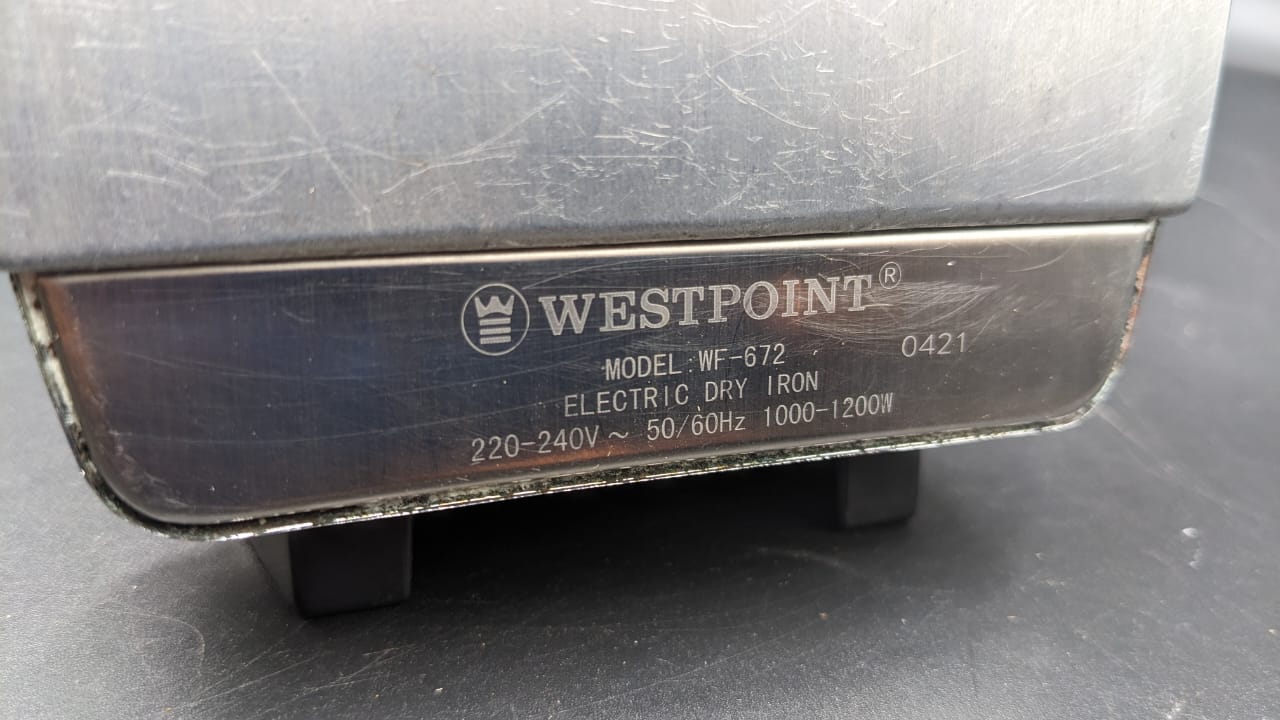 WESTPOINT®
MODEL:WF-672
0421
ELECTRIC DRY IRON
220-240V~ 50/60Hz 1000-1200W